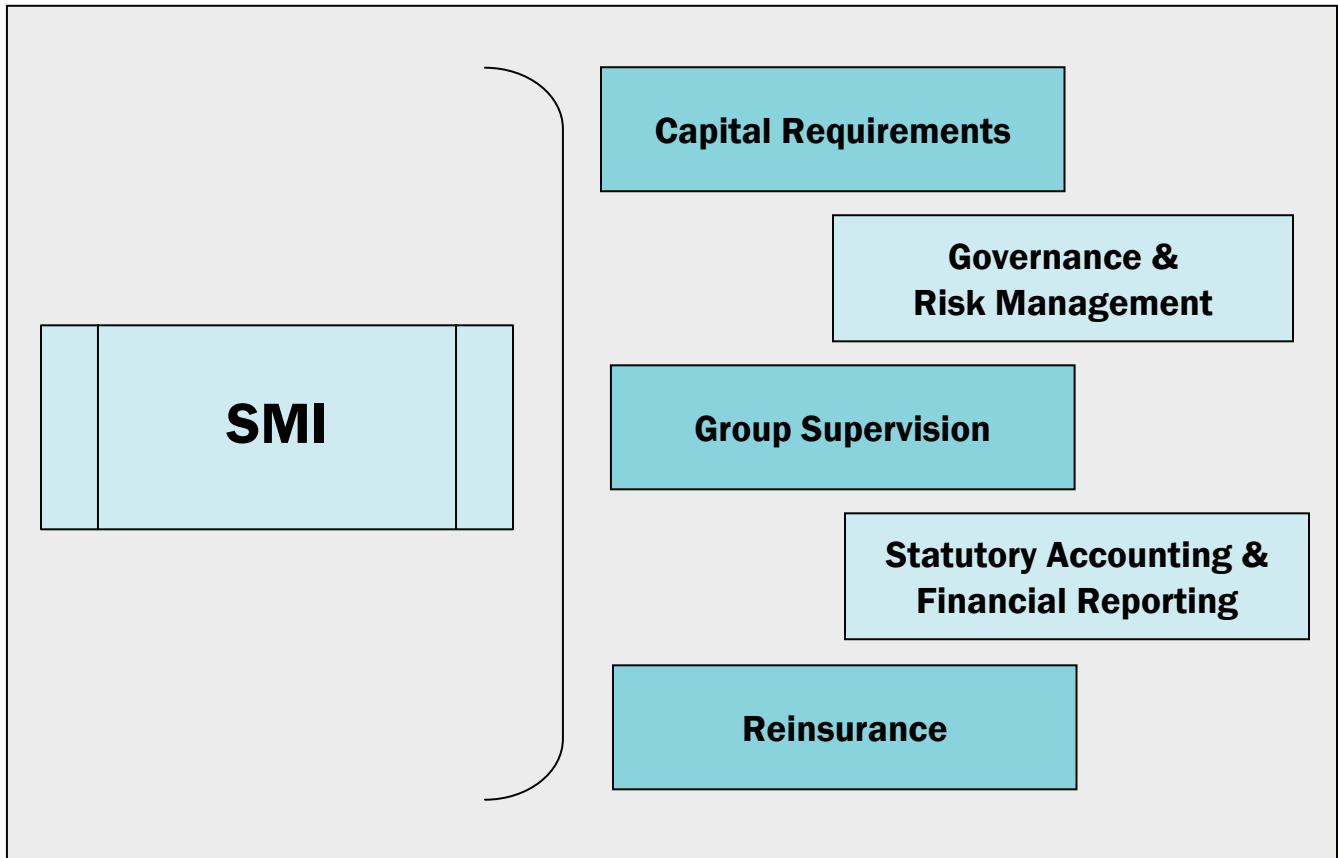 SMI
Capital Requirements
Governance &
Risk Management
Group Supervision
Statutory Accounting &
Financial Reporting
Reinsurance